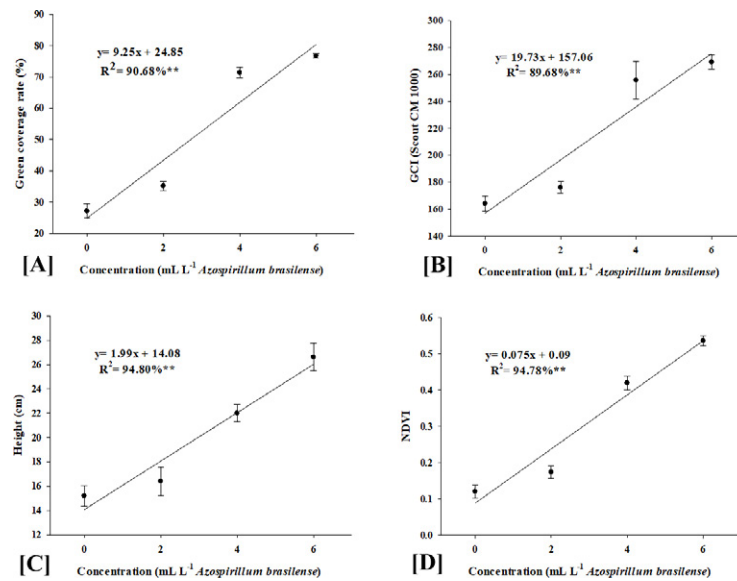 90
80
70
60
50
40
30
20
Green coverage rate (%)
y= 9.25x + 24.85
R²= 90.68%**
0 2 4 6
[A]
Concentration (mL L⁻¹ Azospirillum brasilense)
300
280
260
240
220
200
180
160
140
GCI (Scout CM 1000)
y= 19.73x + 157.06
R²= 89.68%**
0 2 4 6
[B]
Concentration (mL L⁻¹ Azospirillum brasilense)
30
28
26
24
22
20
18
16
14
12
Height (cm)
y= 1.99x + 14.08
R²= 94.80%**
0 2 4 6
[C]
Concentration (mL L⁻¹ Azospirillum brasilense)
0.6
0.5
0.4
0.3
0.2
0.1
0.0
NDVI
y= 0.075x + 0.09
R²= 94.78%**
0 2 4 6
[D]
Concentration (mL L⁻¹ Azospirillum brasilense)